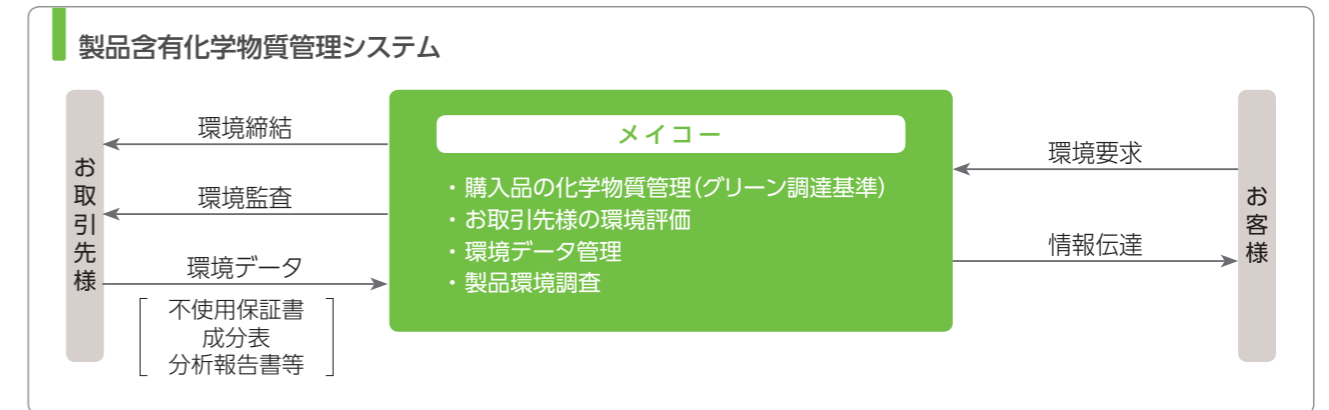 製品含有化学物質管理システム
お取引先様
環境締結
環境監査
環境データ
不使用保証書
成分表
分析報告書等
メイコー
・購入品の化学物質管理(グリーン調達基準)
・お取引先様の環境評価
・環境データ管理
・製品環境調査
環境要求
情報伝達
お客様